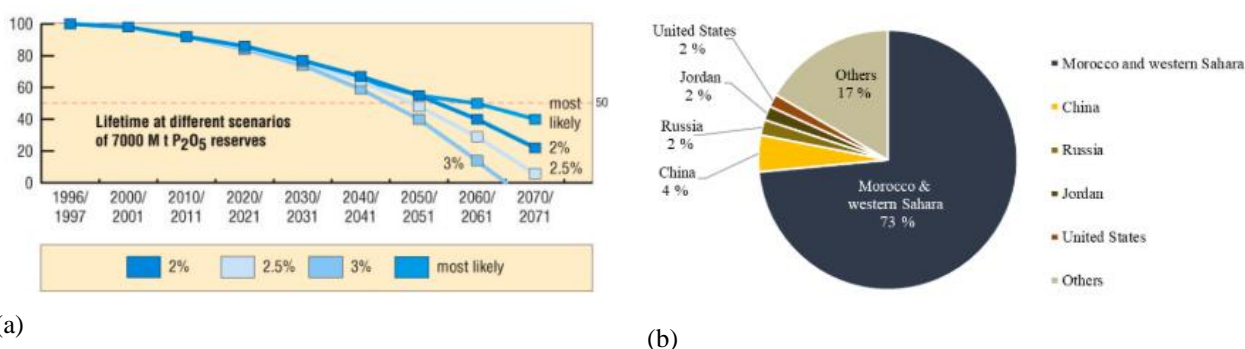 100
80
60
40
20
0
Lifetime at different scenarios
of 7000 M t P2O5 reserves
50
most
likely
2%
2.5%
3%
1996/
1997
2000/
2001
2010/
2011
2020/
2021
2030/
2031
2040/
2041
2050/
2051
2060/
2061
2070/
2071
2%
2.5%
3%
most likely
(a)
United States
2 %
Jordan
2 %
Russia
2 %
China
4 %
Others
17 %
Morocco &
western Sahara
73 %
Morocco and western Sahara
China
Russia
Jordan
United States
Others
(b)